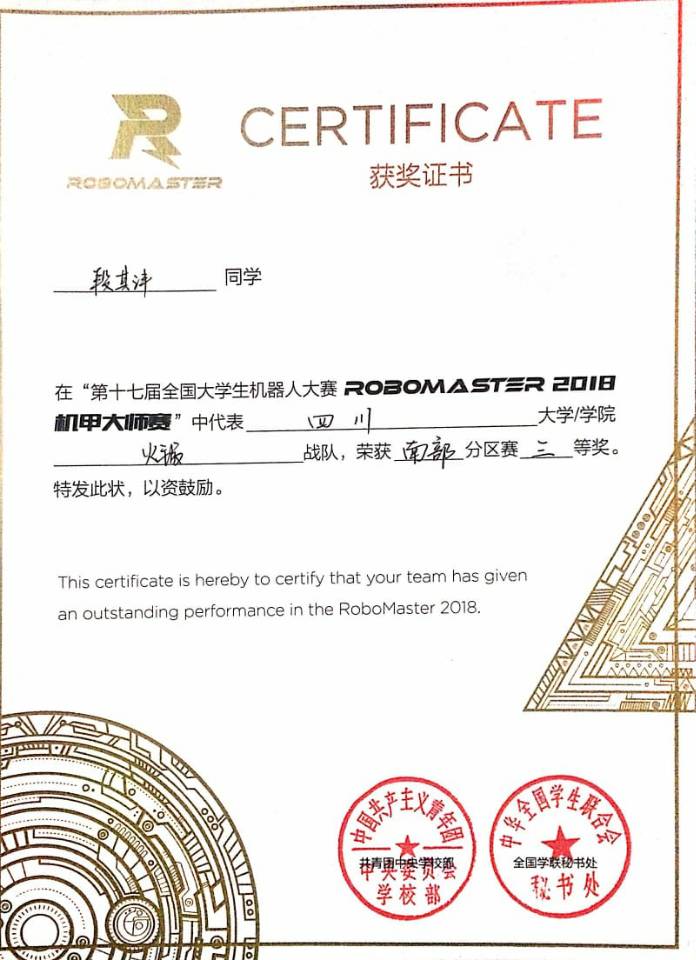 CERTIFICATE
ROBOMASTER
获奖证书
段其沣 同学
在“第十七届全国大学生机器人大赛 ROBOMASTER 2018
机甲大师赛”中代表 四川 大学/学院
火锅 战队，荣获 南部 分区赛 三 等奖。
特发此状，以资鼓励。
This certificate is hereby to certify that your team has given
an outstanding performance in the RoboMaster 2018.
中国共产主义青年团
共青团中央学校部
中央委员会
学校部
中华全国学生联合会
全国学联秘书处
秘书处